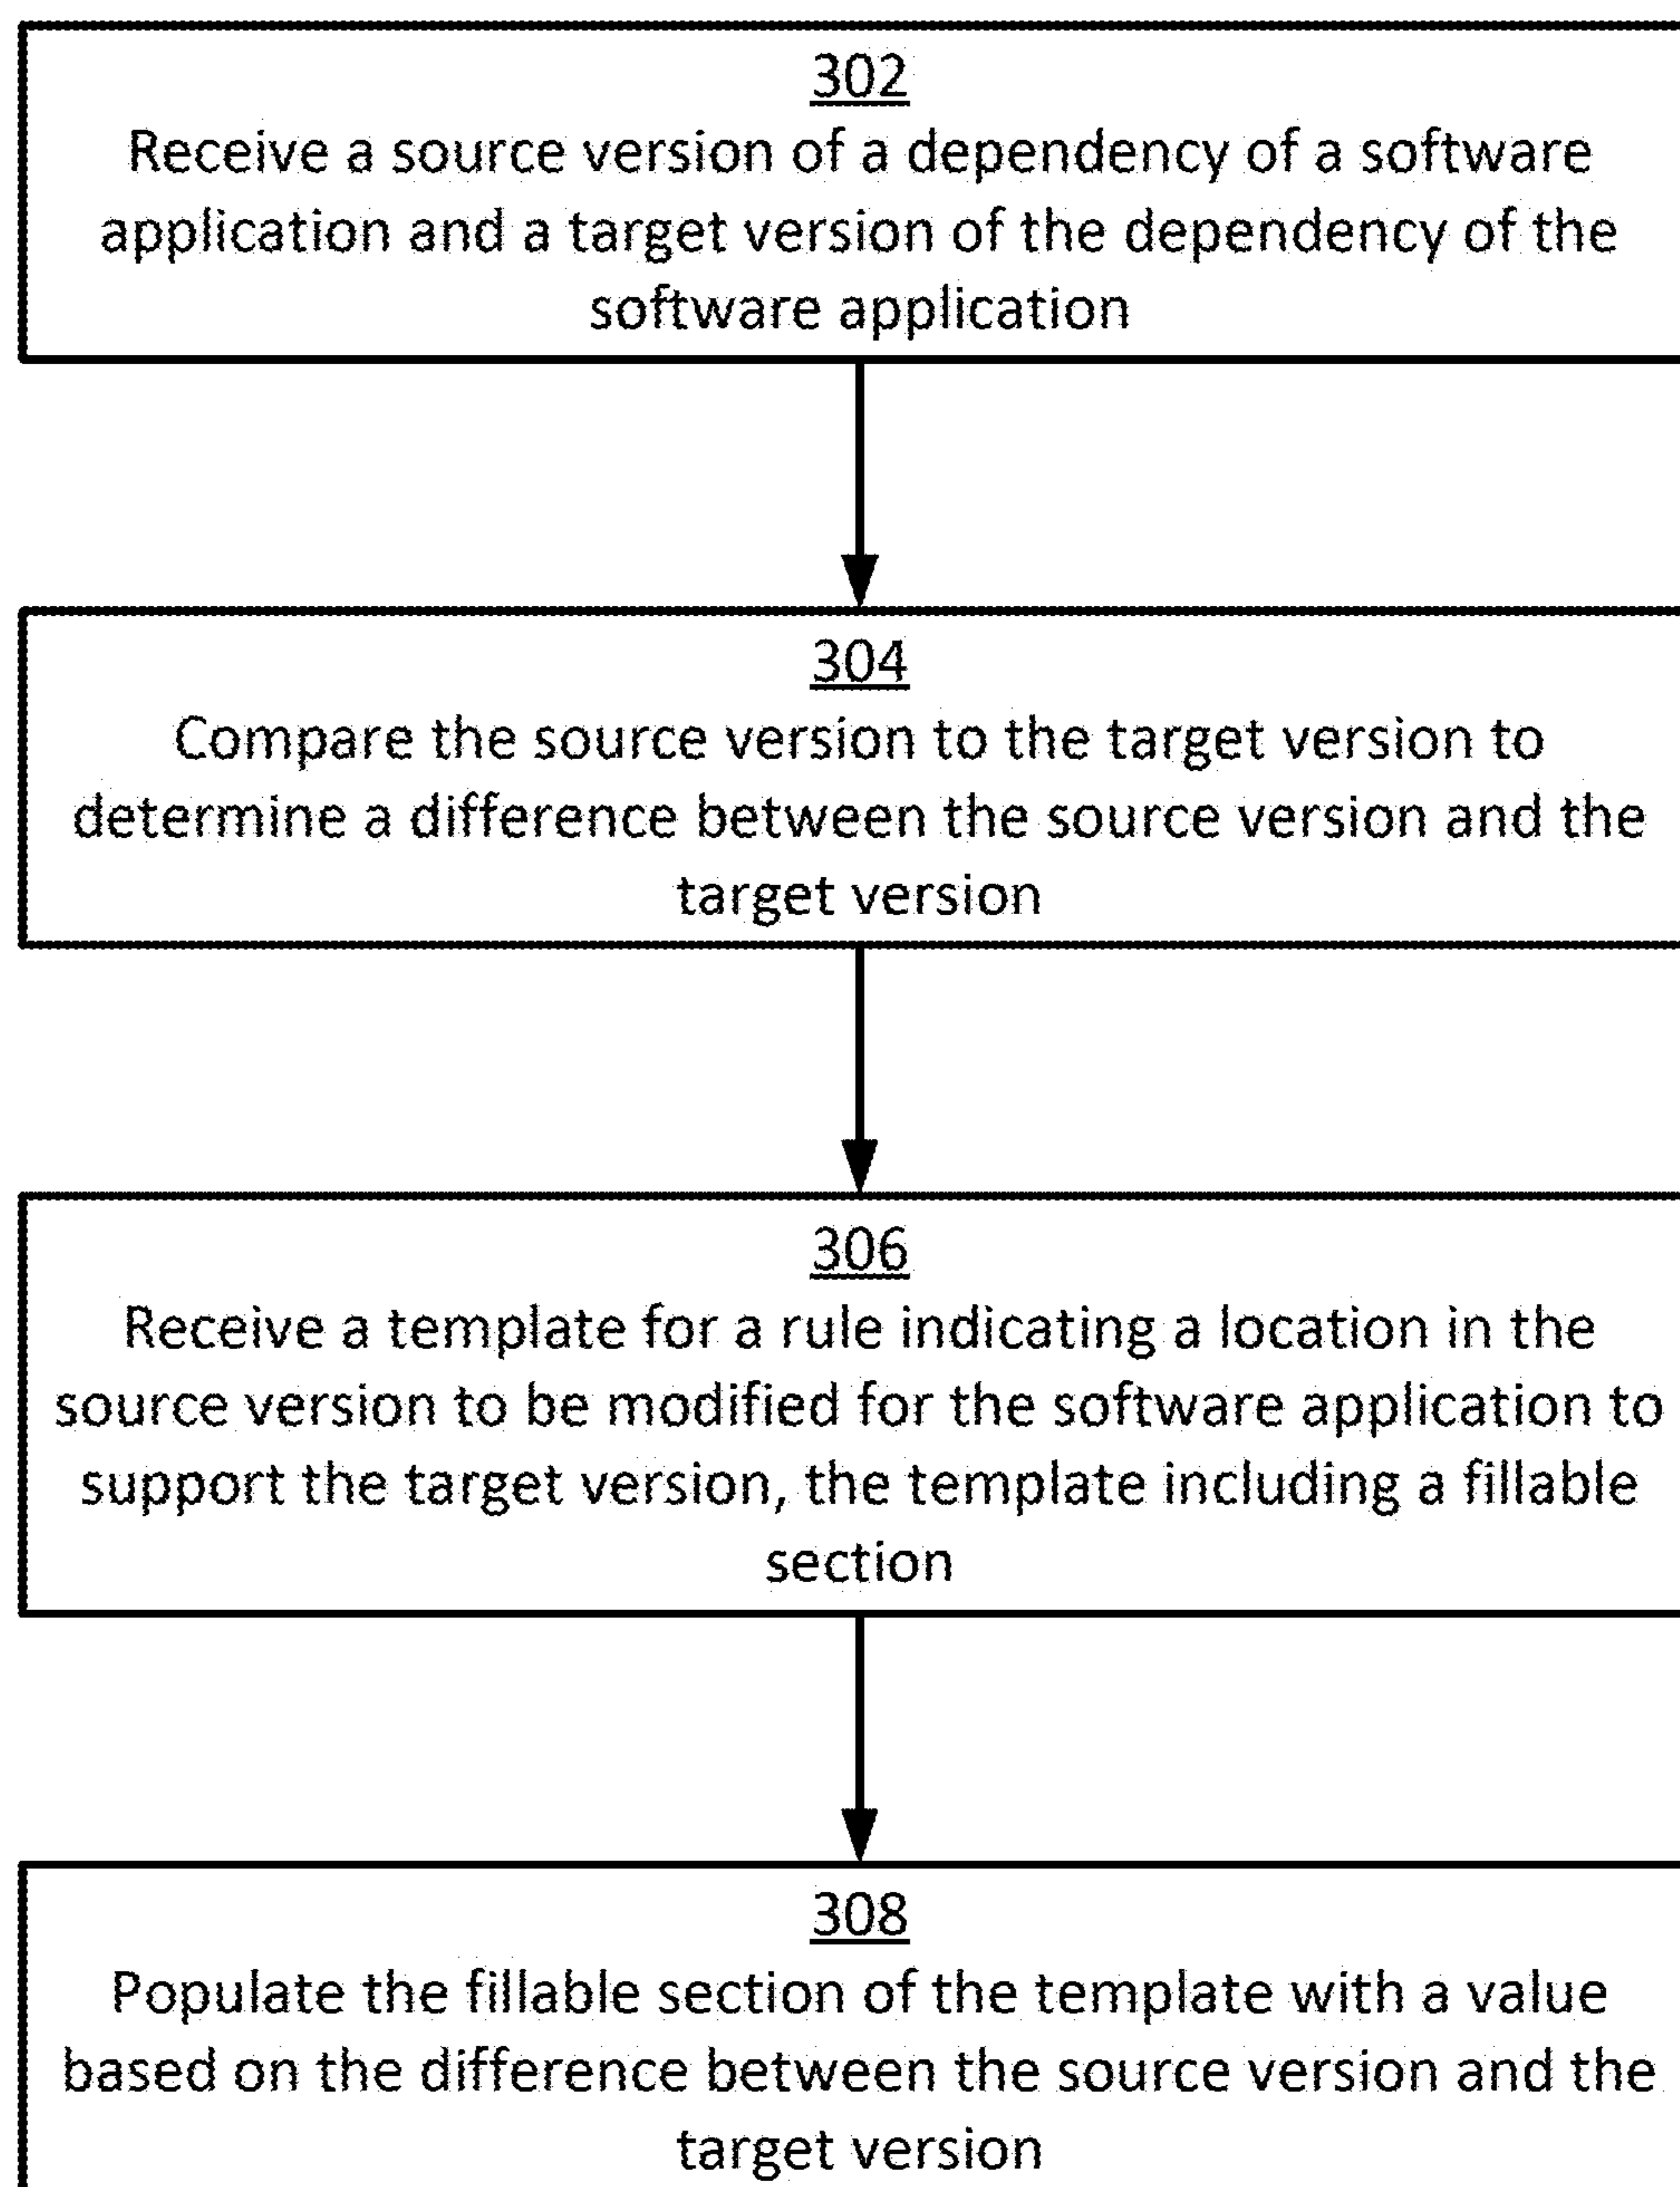 302
Receive a source version of a dependency of a software
application and a target version of the dependency of the
software application
304
Compare the source version to the target version to
determine a difference between the source version and the
target version
306
Receive a template for a rule indicating a location in the
source version to be modified for the software application to
support the target version, the template including a fillable
section
308
Populate the fillable section of the template with a value
based on the difference between the source version and the
target version